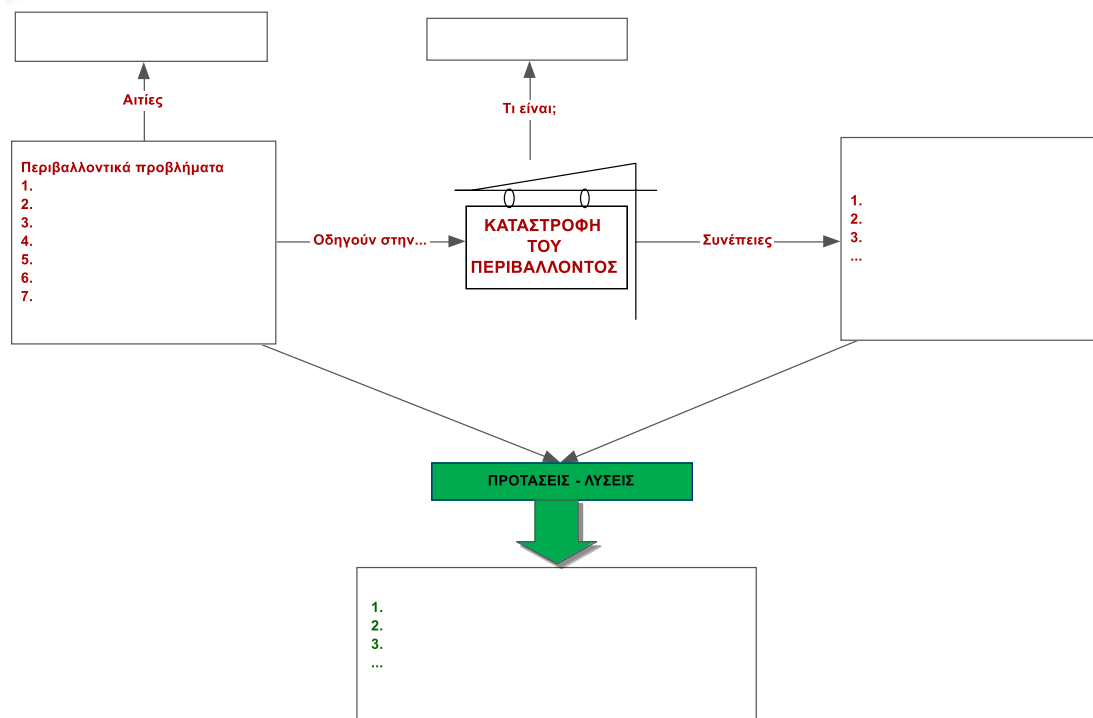 Αιτίες
Τι είναι;
Περιβαλλοντικά προβλήματα
1.
2.
3.
4.
5.
6.
7.
Οδηγούν στην...
ΚΑΤΑΣΤΡΟΦΗ
ΤΟΥ
ΠΕΡΙΒΑΛΛΟΝΤΟΣ
Συνέπειες
1.
2.
3.
...
ΠΡΟΤΑΣΕΙΣ - ΛΥΣΕΙΣ
1.
2.
3.
...